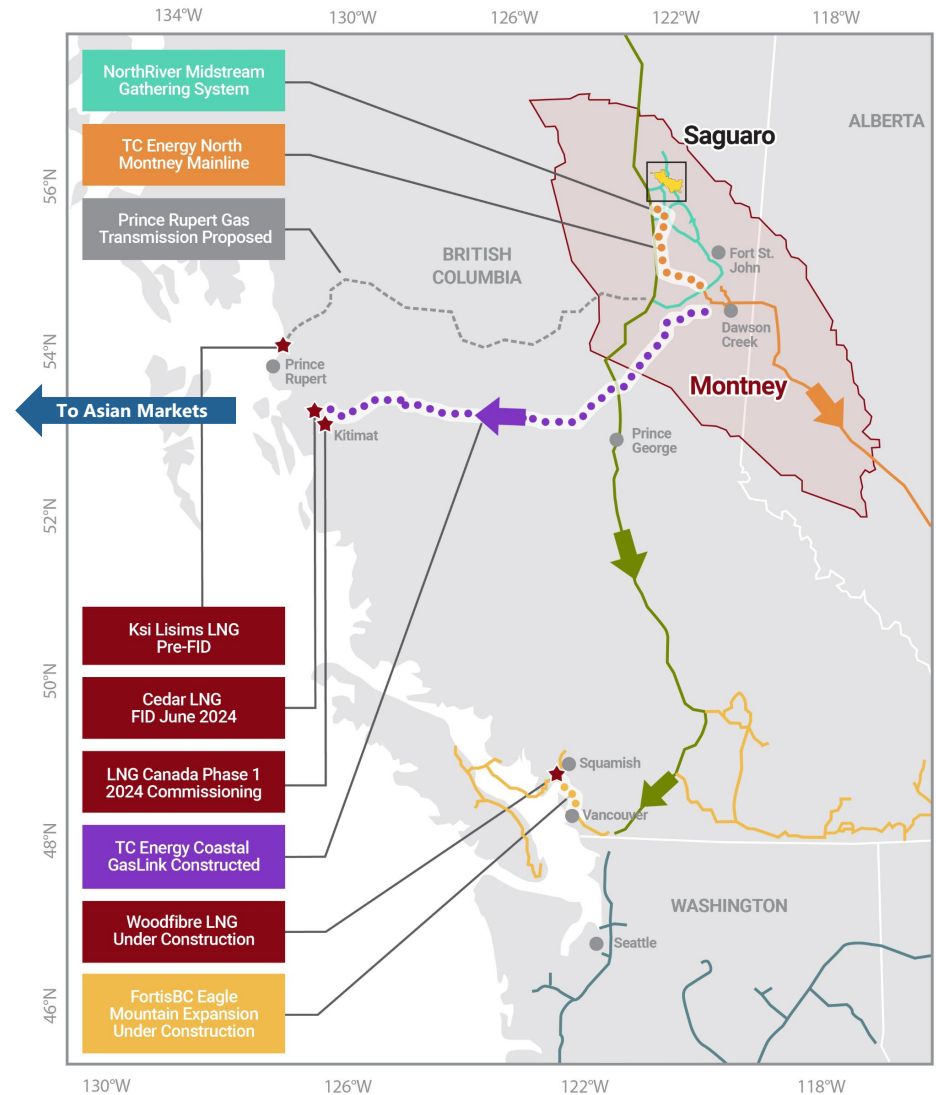 134°W
130°W
126°W
122°W
118°W
NorthRiver Midstream
Gathering System
TC Energy North
Montney Mainline
Prince Rupert Gas
Transmission Proposed
56°N
54°N
52°N
50°N
48°N
46°N
ALBERTA
Saguaro
BRITISH
COLUMBIA
Fort St.
John
Dawson
Creek
Montney
Prince
Rupert
To Asian Markets
Kitimat
Prince
George
Ksi Lisims LNG
Pre-FID
Cedar LNG
FID June 2024
LNG Canada Phase 1
2024 Commissioning
TC Energy Coastal
GasLink Constructed
Woodfibre LNG
Under Construction
FortisBC Eagle
Mountain Expansion
Under Construction
Squamish
Vancouver
WASHINGTON
Seattle
130°W
126°W
122°W
118°W